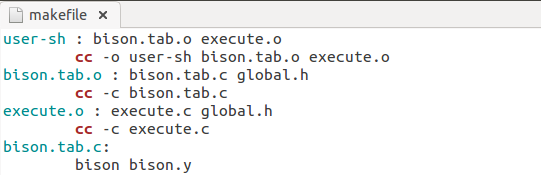 makefile ×
user-sh : bison.tab.o execute.o
        cc -o user-sh bison.tab.o execute.o
bison.tab.o : bison.tab.c global.h
        cc -c bison.tab.c
execute.o : execute.c global.h
        cc -c execute.c
bison.tab.c:
        bison bison.y